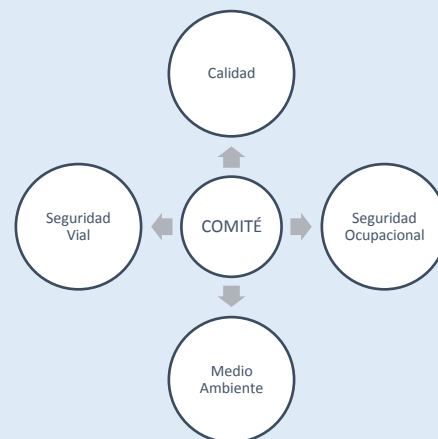 Calidad
Seguridad
Vial
COMITÉ
Seguridad
Ocupacional
Medio
Ambiente